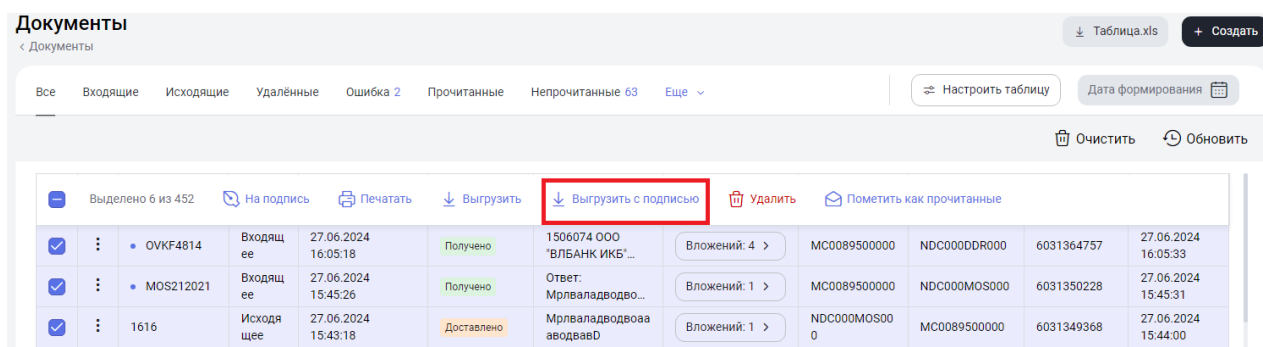 Документы
Таблица.xls
+ Создать
< Документы
Все Входящие Исходящие Удалённые Ошибка 2 Прочитанные Непрочитанные 63 Еще
Настроить таблицу
Дата формирования
Очистить Обновить
Выделено 6 из 452 На подпись Печатать Выгрузить Выгрузить с подписью Удалить Пометить как прочитанные
OVKF4814 Входящ 27.06.2024 Получено 1506074 ООО Вложений: 4 > MC0089500000 NDC000DDR000 6031364757 27.06.2024
ее 16:05:18 "ВЛБАНК ИКБ"... 16:05:33
MOS212021 Входящ 27.06.2024 Получено Ответ: Вложений: 1 > MC0089500000 NDC000MOS000 6031350228 27.06.2024
ее 15:45:26 Мрлваладводво... 15:45:31
1616 Исходя 27.06.2024 Доставлено Мрлваладводвоаа Вложений: 1 > NDC000MOS00 MC0089500000 6031349368 27.06.2024
щее 15:43:18 аводвавD 0 15:44:00